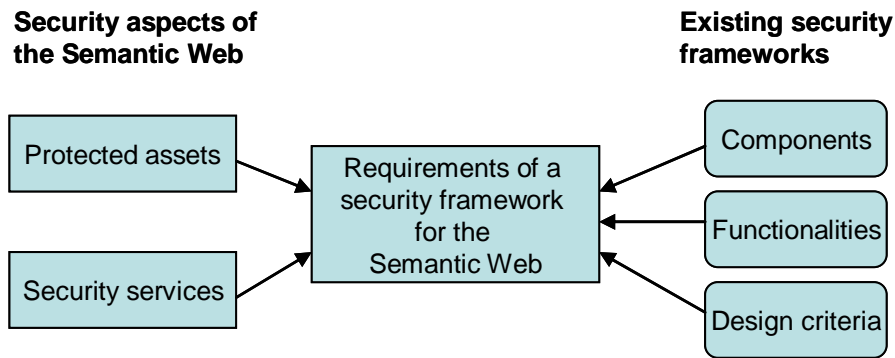 Security aspects of
the Semantic Web
Existing security
frameworks
Protected assets
Security services
Requirements of a
security framework
for the
Semantic Web
Components
Functionalities
Design criteria